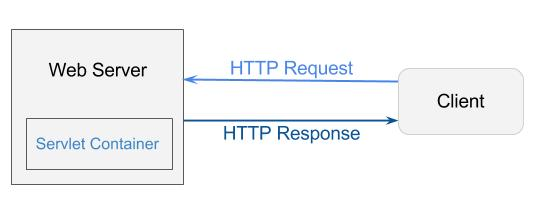 Web Server
HTTP Request
Client
Servlet Container
HTTP Response